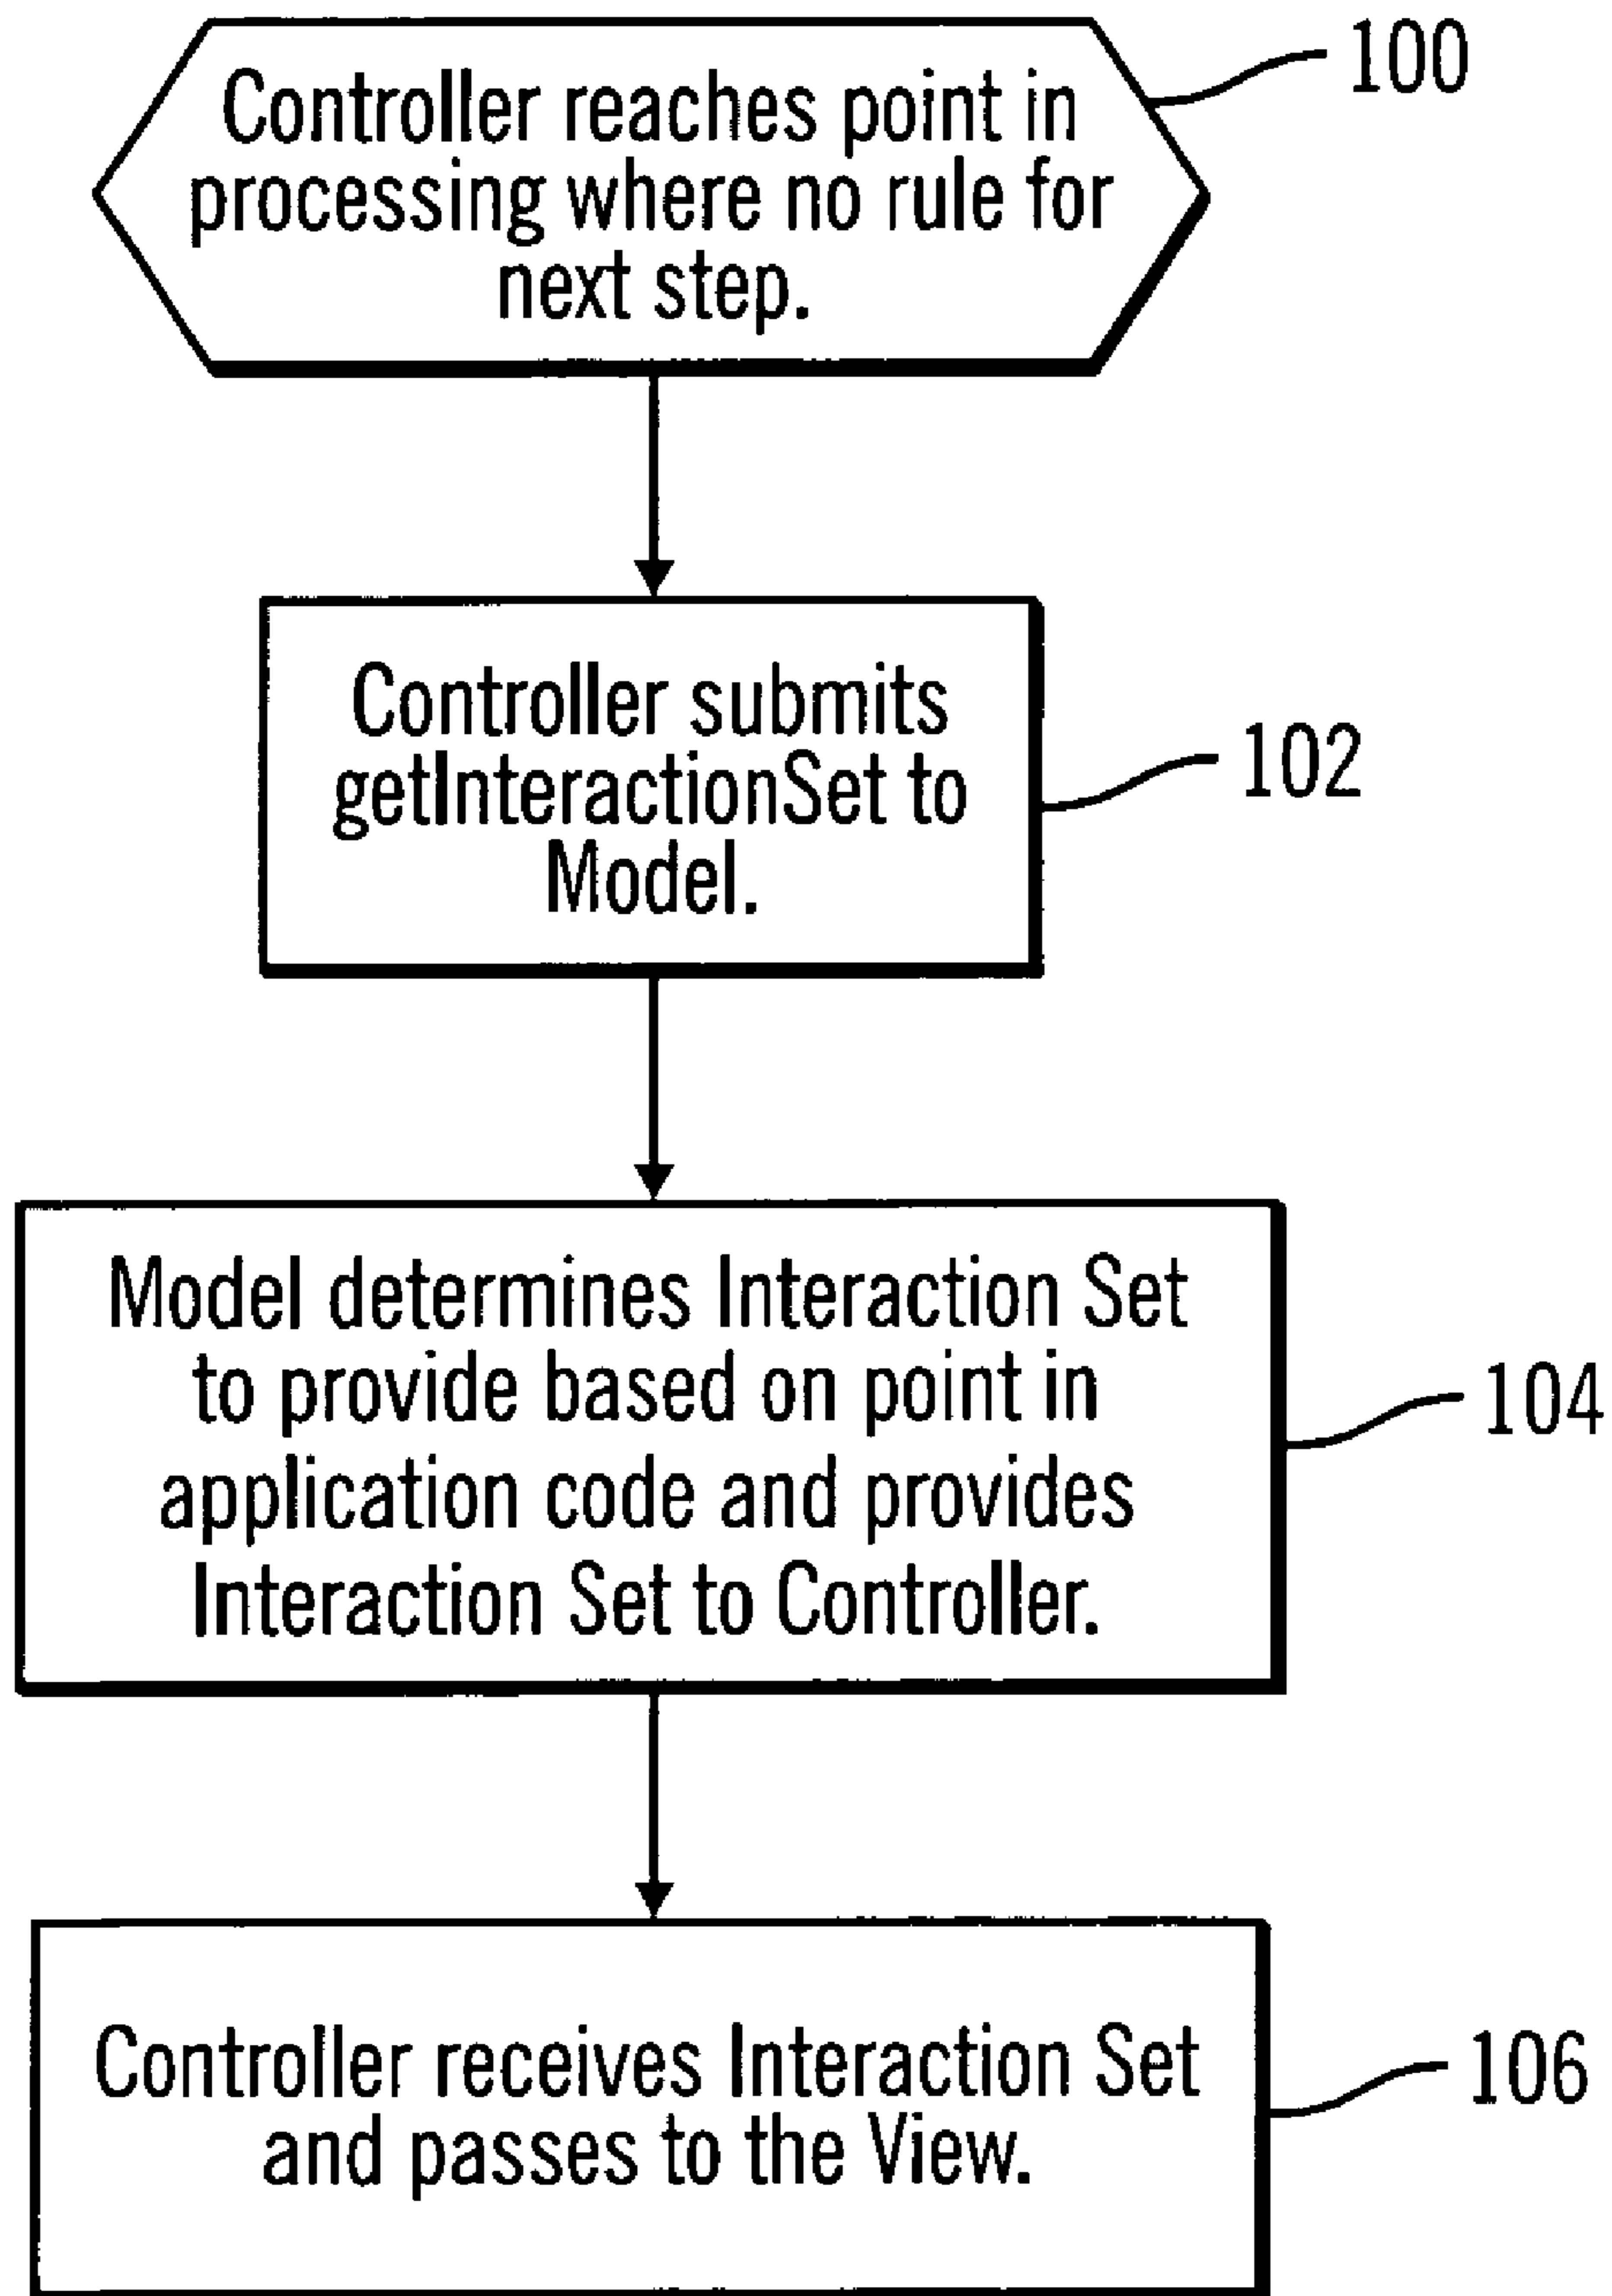 Controller reaches point in
processing where no rule for
next step.
100
Controller submits
getInteractionSet to
Model.
102
Model determines Interaction Set
to provide based on point in
application code and provides
Interaction Set to Controller.
104
Controller receives Interaction Set
and passes to the View.
106